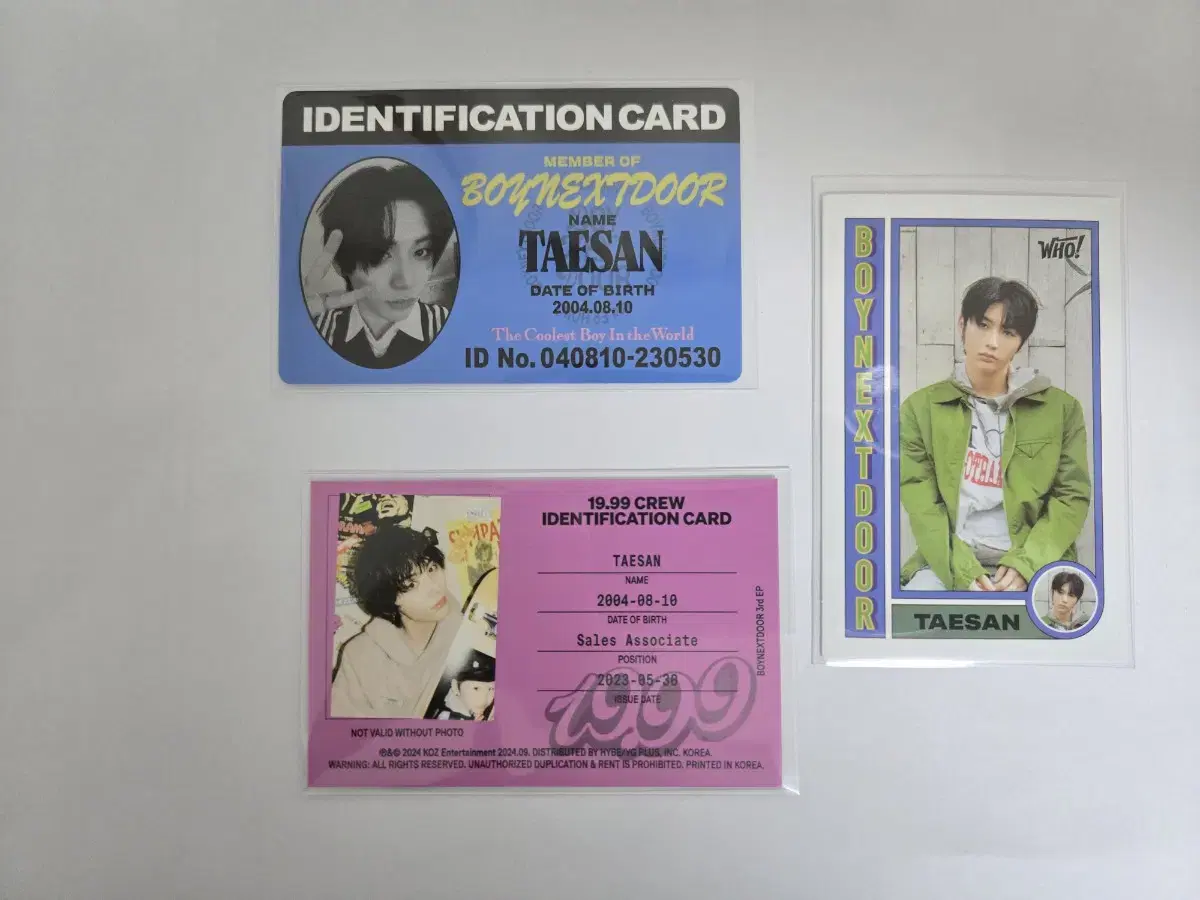 IDENTIFICATION CARD
MEMBER OF
BOYNEXTDOOR
NAME
TAESAN
DATE OF BIRTH
2004.08.10
The Coolest Boy In the World
ID No. 040810-230530
BOYNEXTDOOR
WHO!
TAESAN
19.99 CREW
IDENTIFICATION CARD
TAESAN
NAME
2004-08-10
DATE OF BIRTH
Sales Associate
POSITION
2023-05-30
ISSUE DATE
1999
BOYNEXTDOOR 3rd EP
NOT VALID WITHOUT PHOTO
℗&© 2024 KOZ Entertainment 2024.09. DISTRIBUTED BY HYBE/YG PLUS, INC. KOREA.
WARNING: ALL RIGHTS RESERVED. UNAUTHORIZED DUPLICATION & RENT IS PROHIBITED. PRINTED IN KOREA.